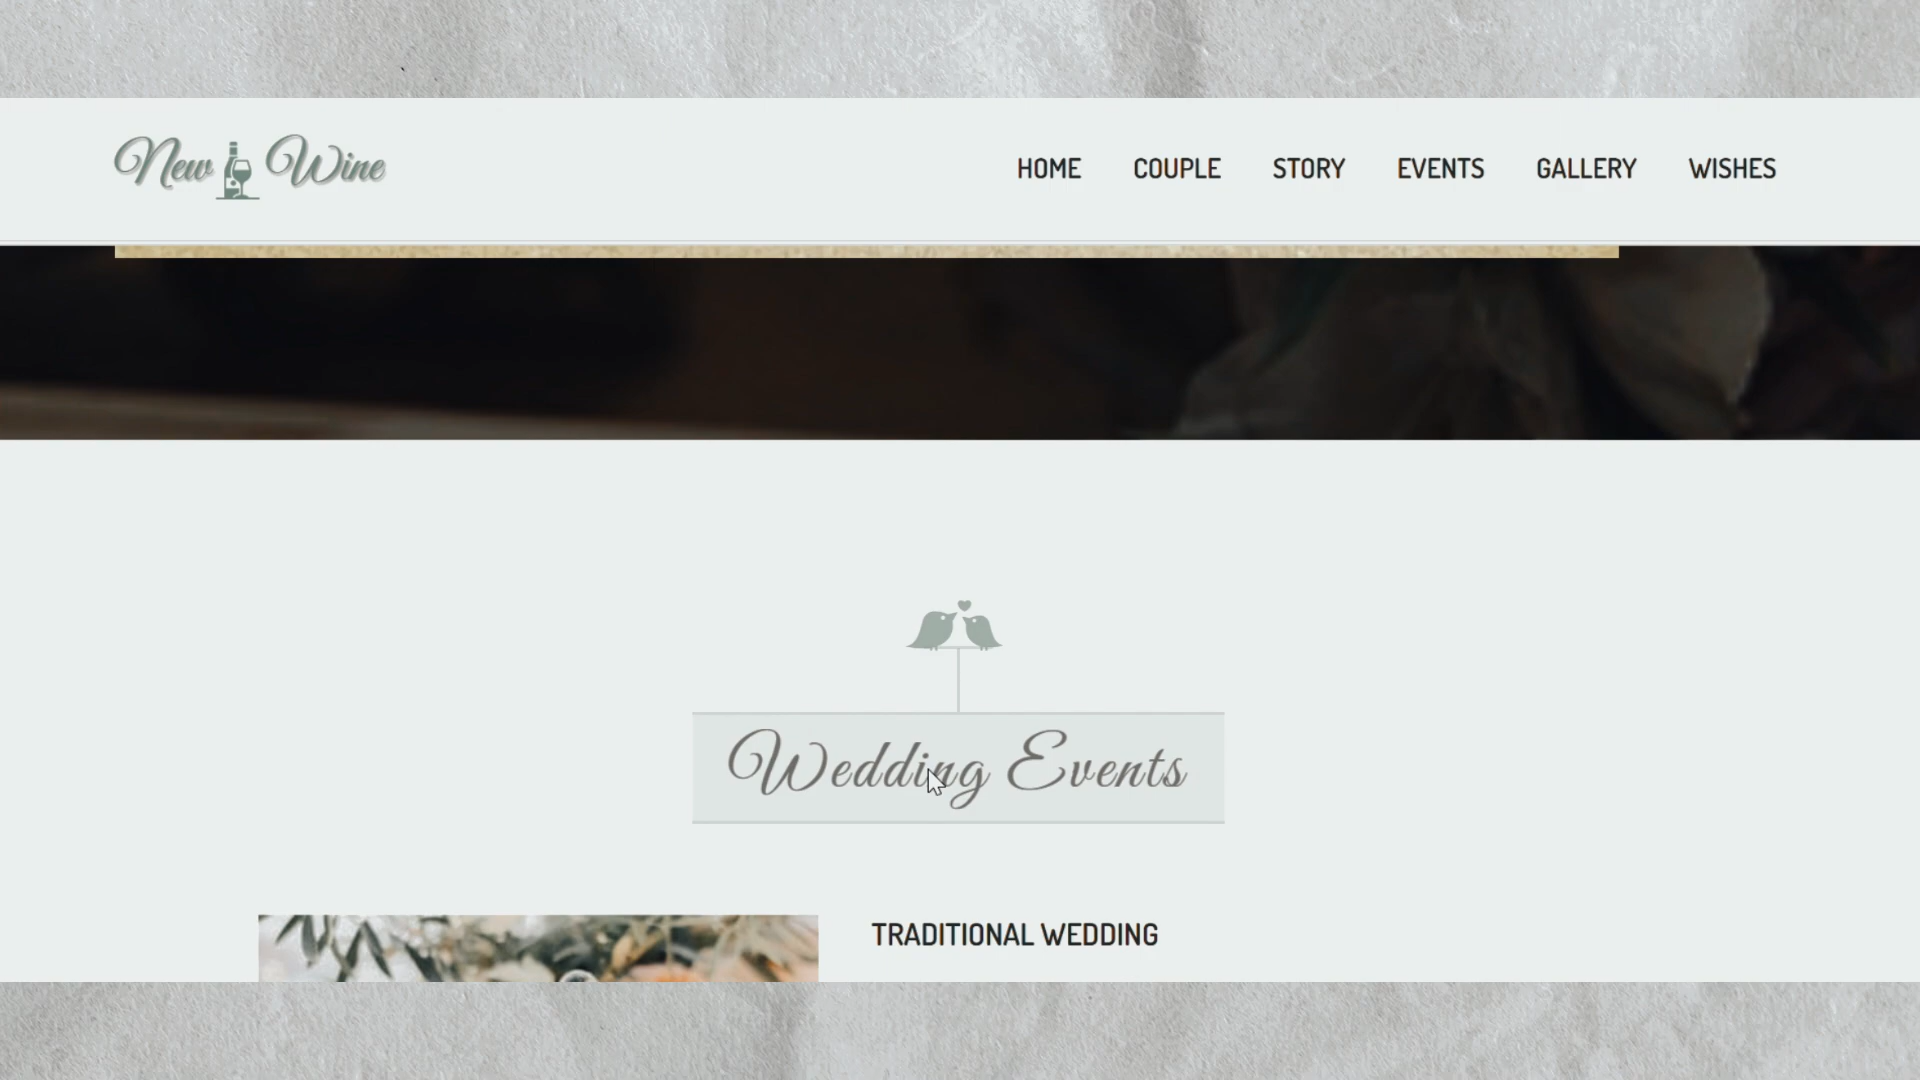 New Wine
HOME COUPLE STORY EVENTS GALLERY WISHES
Wedding Events
TRADITIONAL WEDDING